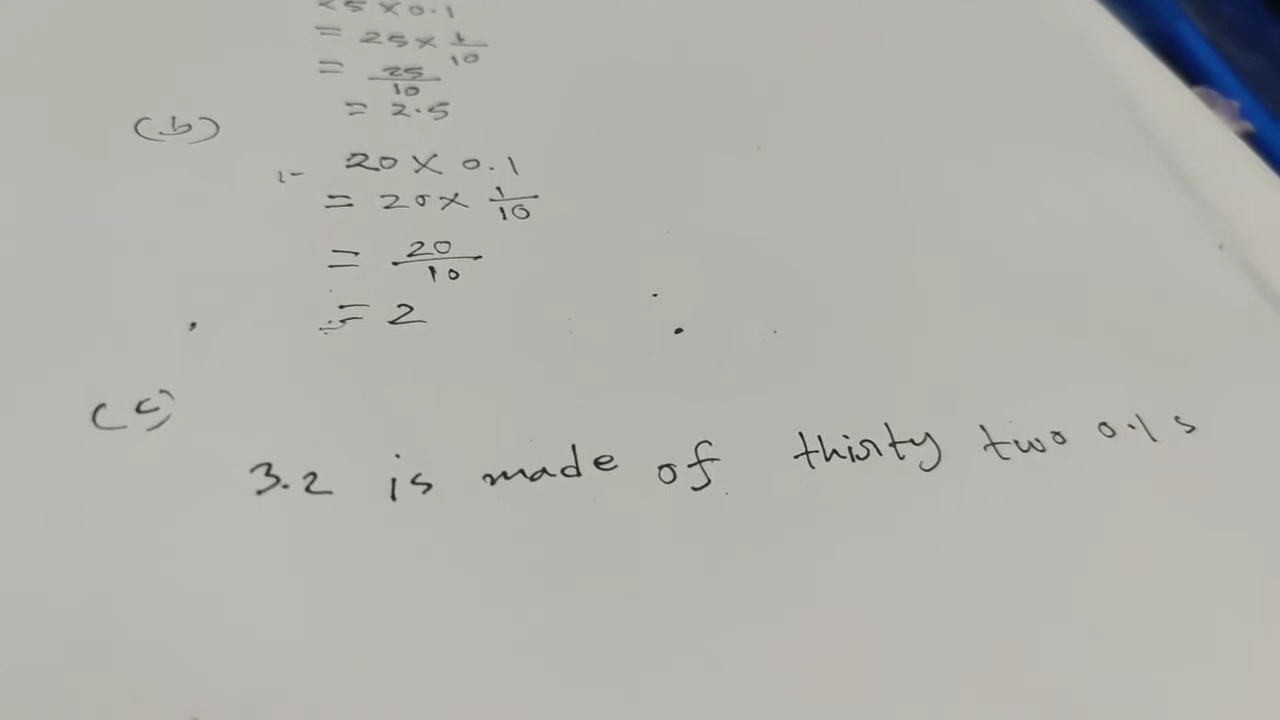 25 × 0.1
= 25 × 1/10
= 25/10
= 2.5
(b)
:- 20 × 0.1
= 20 × 1/10
= 20/10
= 2
(c)
3.2 is made of thirty two 0.1s